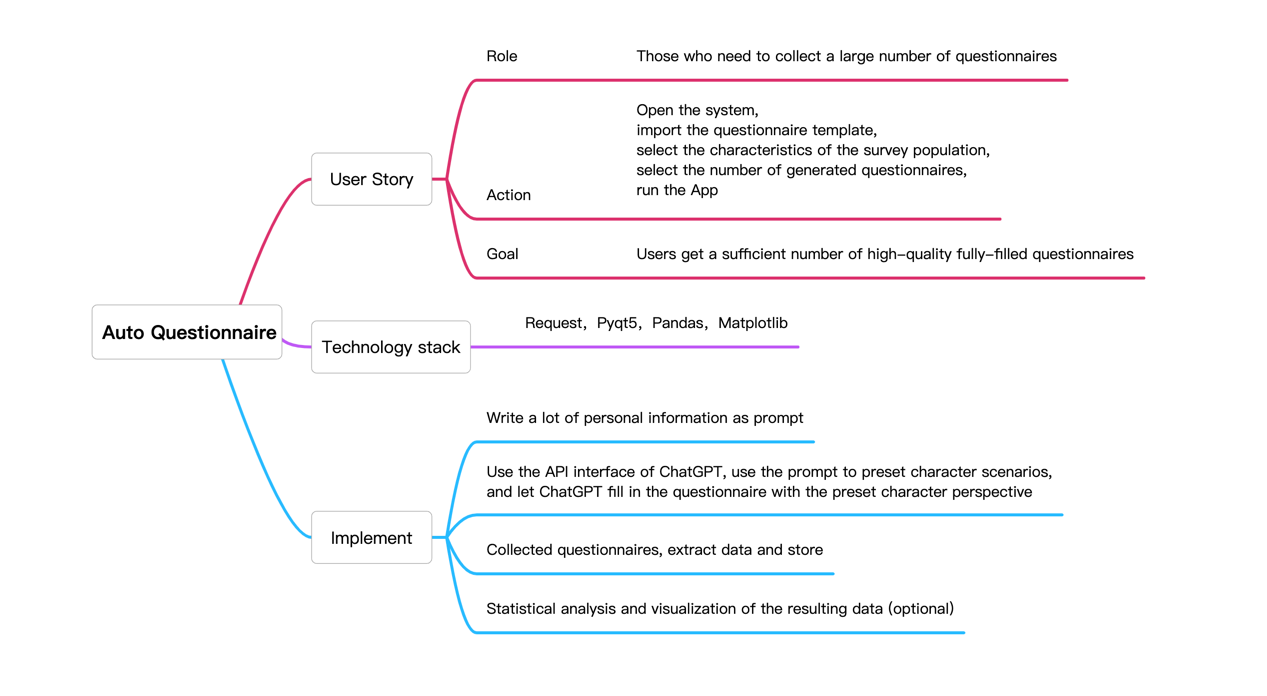 Role
Those who need to collect a large number of questionnaires
Open the system,
import the questionnaire template,
select the characteristics of the survey population,
select the number of generated questionnaires,
run the App
Action
User Story
Goal
Users get a sufficient number of high–quality fully–filled questionnaires
Auto Questionnaire
Technology stack
Request，Pyqt5，Pandas，Matplotlib
Write a lot of personal information as prompt
Use the API interface of ChatGPT, use the prompt to preset character scenarios,
and let ChatGPT fill in the questionnaire with the preset character perspective
Implement
Collected questionnaires, extract data and store
Statistical analysis and visualization of the resulting data (optional)